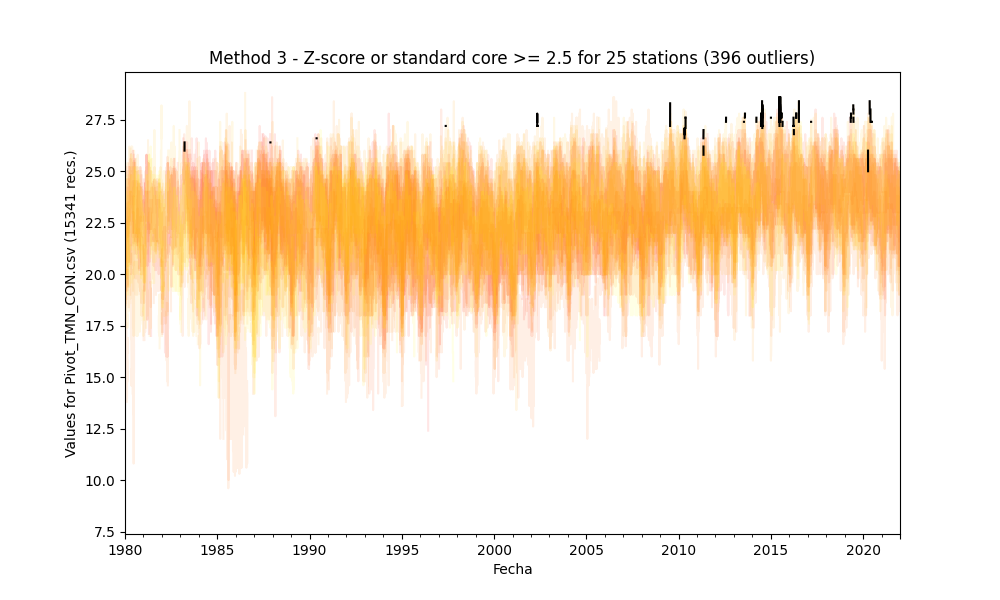 Method 3 - Z-score or standard core >= 2.5 for 25 stations (396 outliers)
Values for Pivot_TMN_CON.csv (15341 recs.)
27.5
25.0
22.5
20.0
17.5
15.0
12.5
10.0
7.5
1980 1985 1990 1995 2000 2005 2010 2015 2020
Fecha